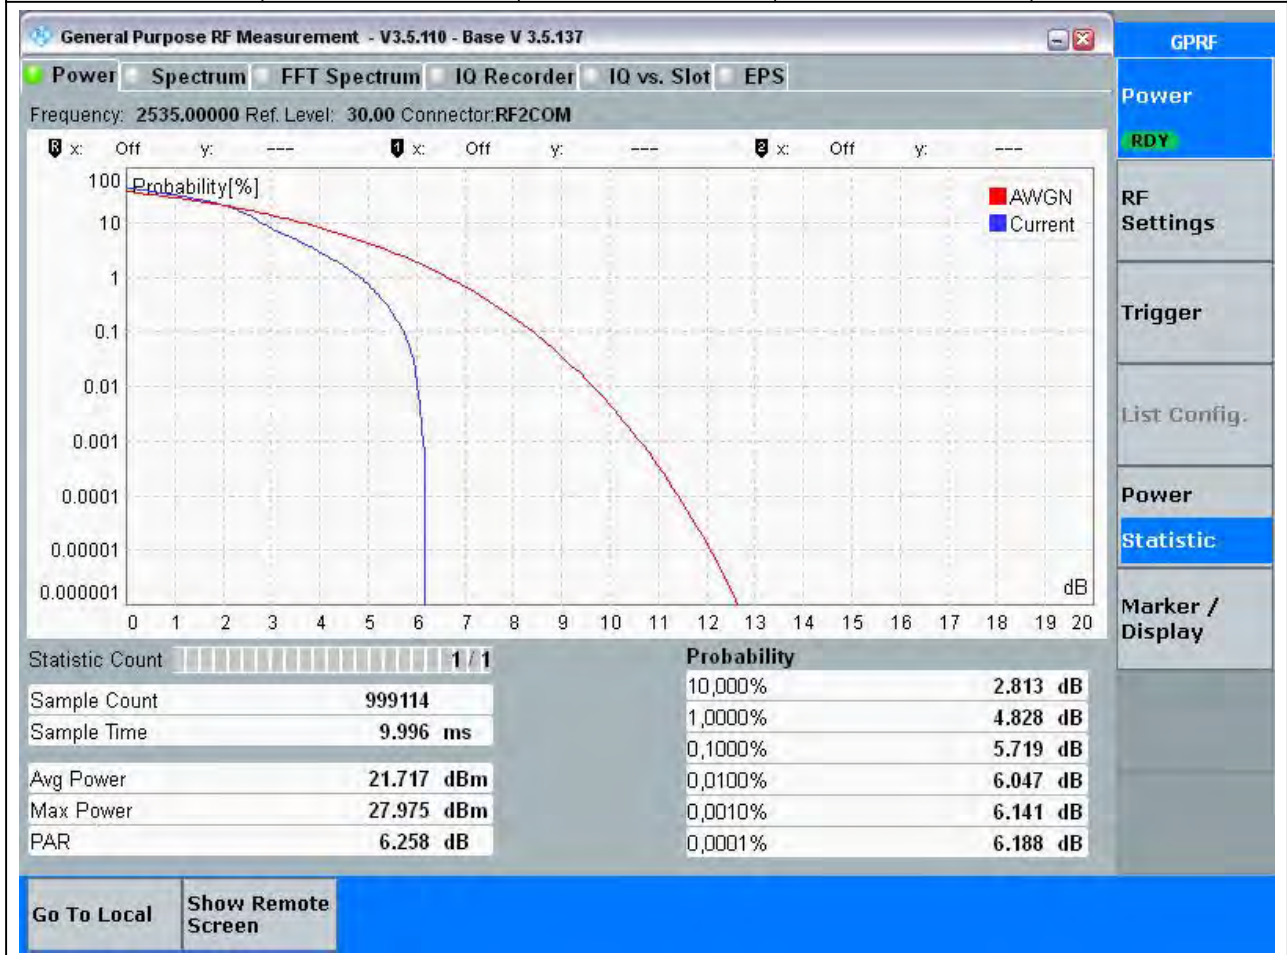 General Purpose RF Measurement - V3.5.110 - Base V 3.5.137
GPRF
Power Spectrum FFT Spectrum IQ Recorder IQ vs. Slot EPS
Frequency: 2535.00000 Ref. Level: 30.00 Connector:RF2COM
R x: Off y: --- 1 x: Off y: --- 2 x: Off y: ---
Probability[%]
100
10
1
0.1
0.01
0.001
0.0001
0.00001
0.000001
AWGN
Current
dB
0 1 2 3 4 5 6 7 8 9 10 11 12 13 14 15 16 17 18 19 20
Statistic Count 1 / 1
Sample Count 999114
Sample Time 9.996 ms
Avg Power 21.717 dBm
Max Power 27.975 dBm
PAR 6.258 dB
Probability
10,000% 2.813 dB
1,0000% 4.828 dB
0,1000% 5.719 dB
0,0100% 6.047 dB
0,0010% 6.141 dB
0,0001% 6.188 dB
Power
RDY
RF
Settings
Trigger
List Config.
Power
Statistic
Marker /
Display
Go To Local
Show Remote
Screen